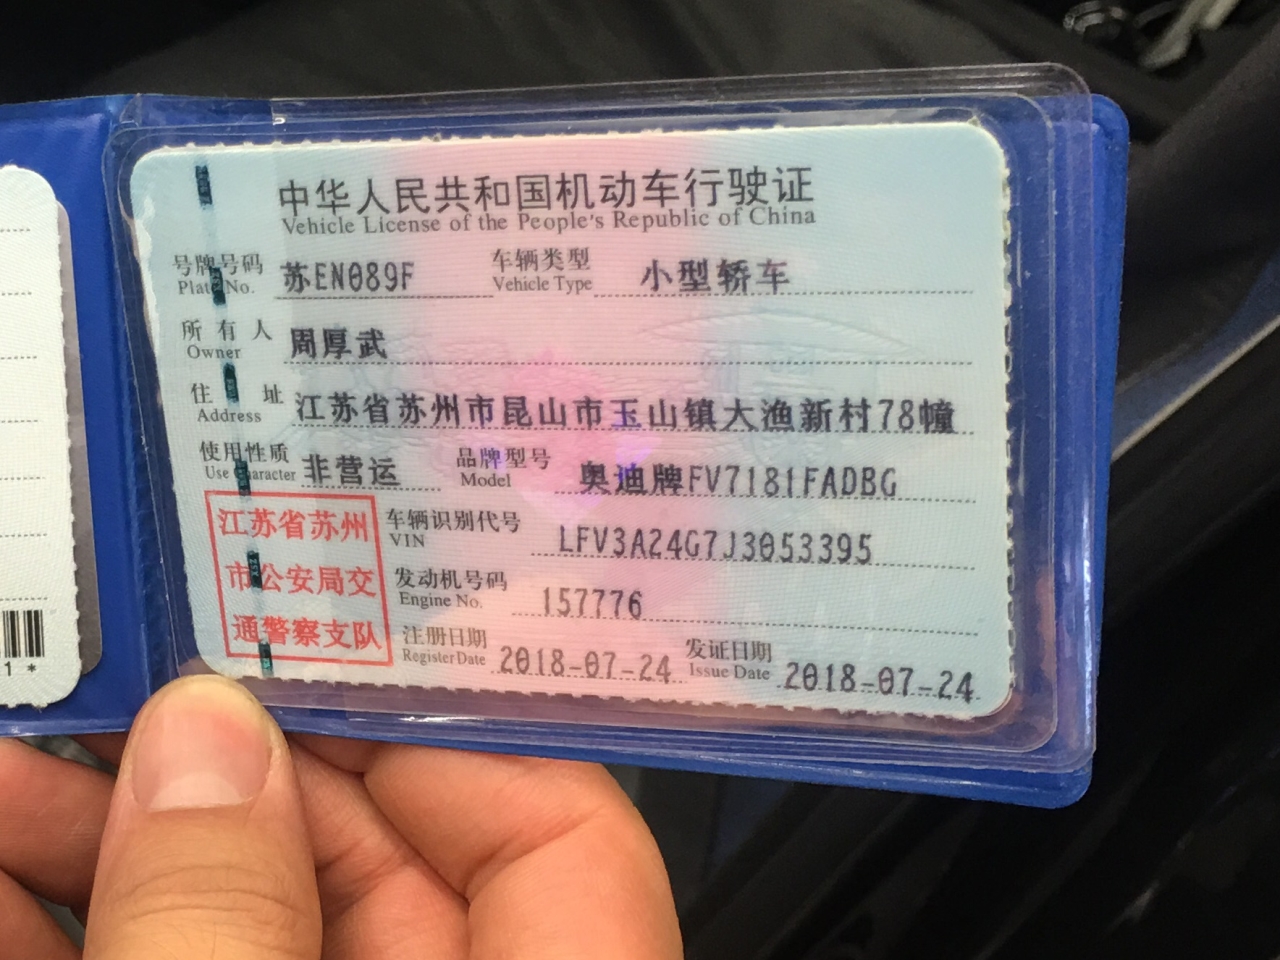 中华人民共和国机动车行驶证
Vehicle License of the People's Republic of China
号牌号码 苏EN089F 车辆类型 小型轿车
Plate No. Vehicle Type
所有人 周厚武
Owner
住址 江苏省苏州市昆山市玉山镇大渔新村78幢
Address
使用性质 非营运 品牌型号 奥迪牌FV7181FADBG
Use Character Model
江苏省苏州
市公安局交
通警察支队
车辆识别代号 LFV3A24G7J3053395
VIN
发动机号码 157776
Engine No.
注册日期 2018-07-24 发证日期 2018-07-24
Register Date Issue Date
1*